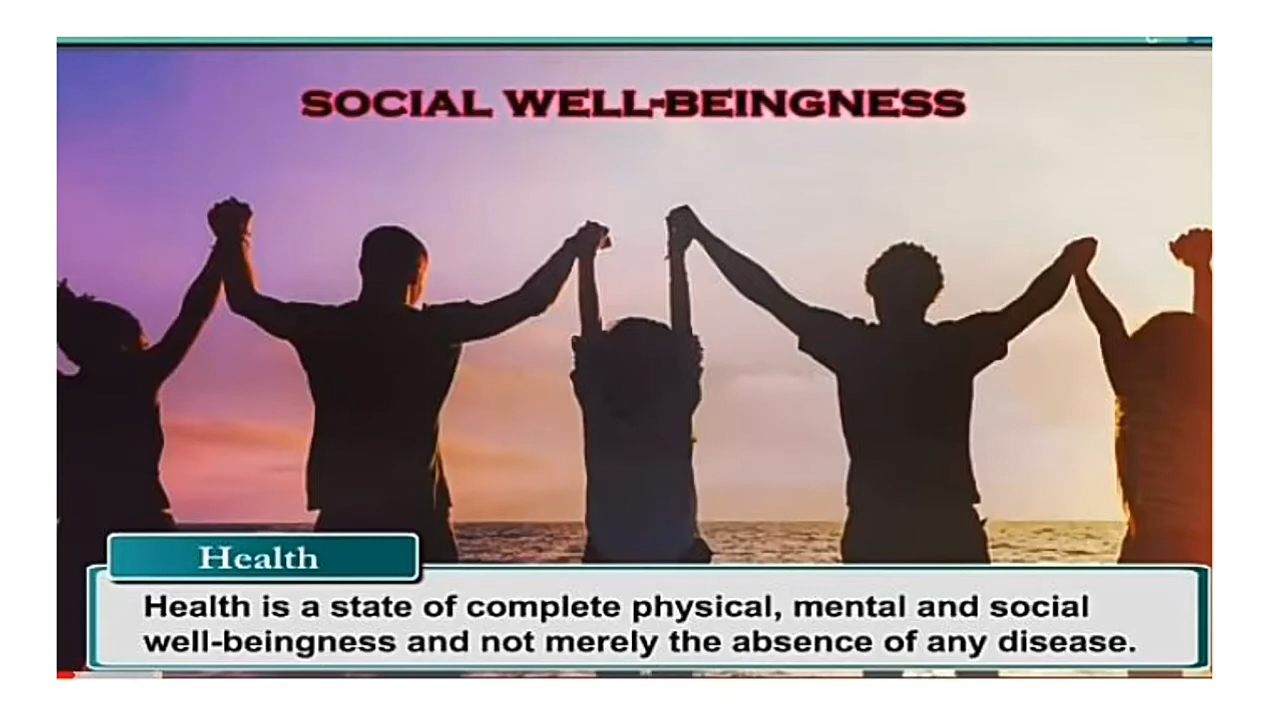 SOCIAL WELL-BEINGNESS
Health
Health is a state of complete physical, mental and social
well-beingness and not merely the absence of any disease.